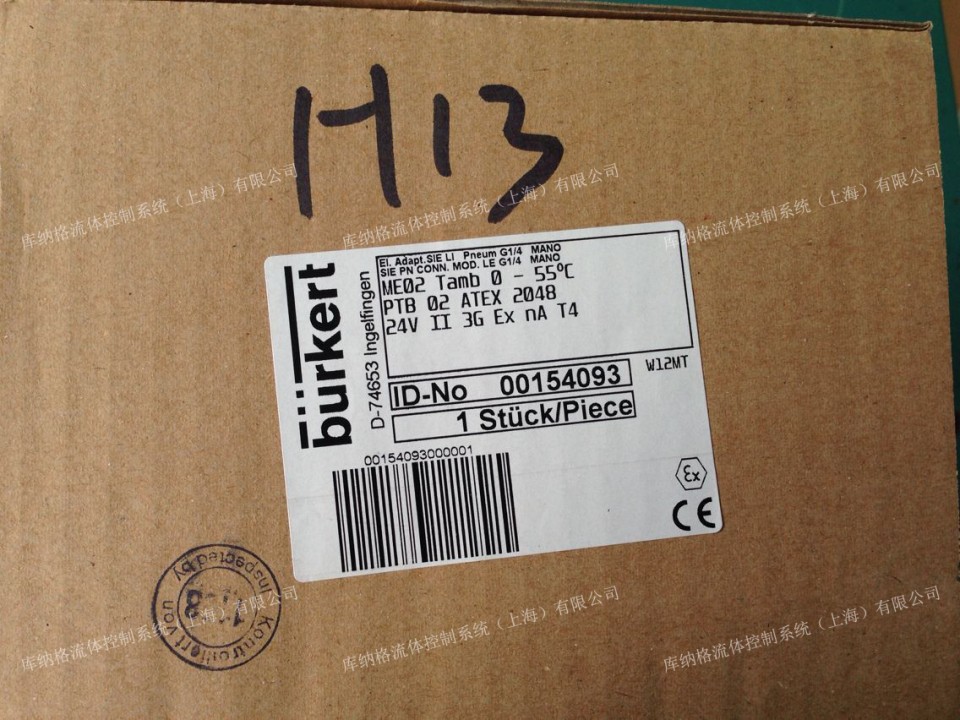 H13
库纳格流体控制系统（上海）有限公司
库纳格流体控制系统（上海）有限公司
库纳格流体控制系统（上海）有限公司
bürkert
D-74653 Ingelfingen
El. Adapt.SIE LI Pneum G1/4 MANO
SIE PN CONN. MOD. LE G1/4 MANO
ME02 Tamb 0 - 55°C
PTB 02 ATEX 2048
24V II 3G Ex nA T4
W12MT
ID-No 00154093
1 Stück/Piece
00154093000001
Ex
CE
Inspected by
Kontrolliert von
库纳格流体控制系统（上海）有限公司
库纳格流体控制系统（上海）有限公司
库纳格流体控制系统（上海）有限公司